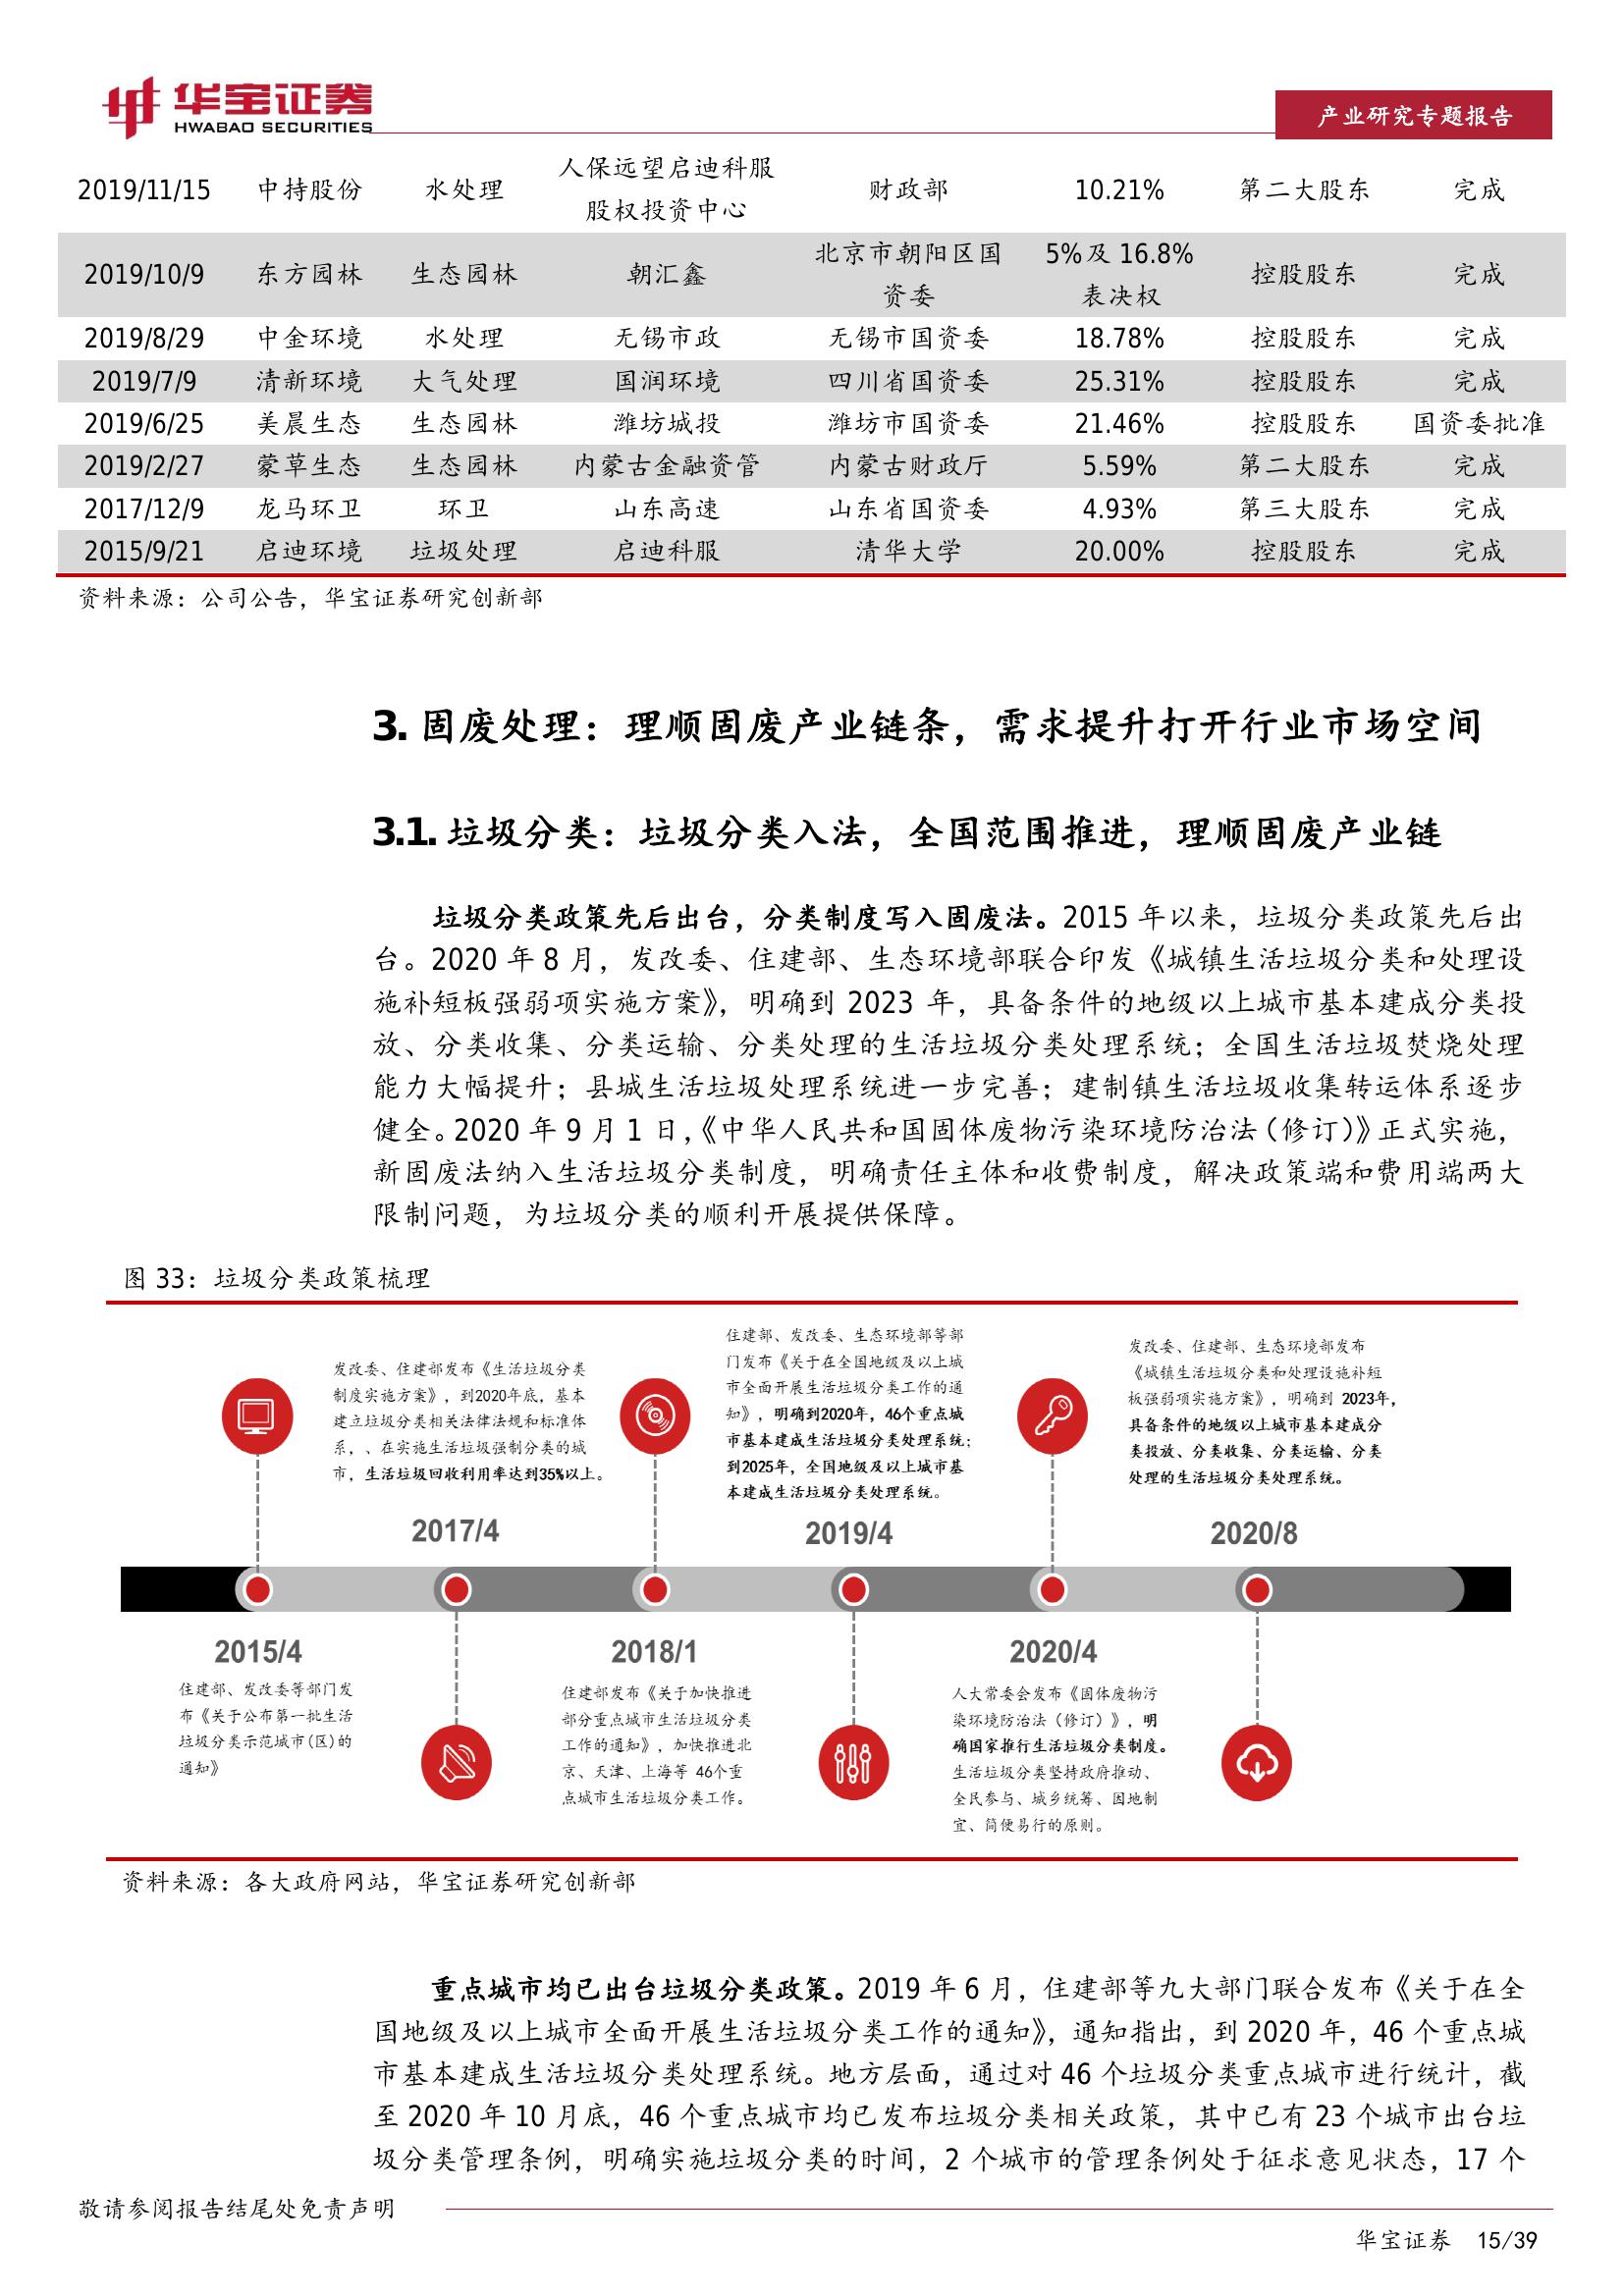 华宝证券
HWABAO SECURITIES
产业研究专题报告
2019/11/15 中持股份 水处理 人保远望启迪科服股权投资中心 财政部 10.21% 第二大股东 完成
2019/10/9 东方园林 生态园林 朝汇鑫 北京市朝阳区国资委 5%及 16.8%表决权 控股股东 完成
2019/8/29 中金环境 水处理 无锡市政 无锡市国资委 18.78% 控股股东 完成
2019/7/9 清新环境 大气处理 国润环境 四川省国资委 25.31% 控股股东 完成
2019/6/25 美晨生态 生态园林 潍坊城投 潍坊市国资委 21.46% 控股股东 国资委批准
2019/2/27 蒙草生态 生态园林 内蒙古金融资管 内蒙古财政厅 5.59% 第二大股东 完成
2017/12/9 龙马环卫 环卫 山东高速 山东省国资委 4.93% 第三大股东 完成
2015/9/21 启迪环境 垃圾处理 启迪科服 清华大学 20.00% 控股股东 完成
资料来源：公司公告，华宝证券研究创新部
3. 固废处理：理顺固废产业链条，需求提升打开行业市场空间
3.1. 垃圾分类：垃圾分类入法，全国范围推进，理顺固废产业链
垃圾分类政策先后出台，分类制度写入固废法。2015 年以来，垃圾分类政策先后出
台。2020 年 8 月，发改委、住建部、生态环境部联合印发《城镇生活垃圾分类和处理设
施补短板强弱项实施方案》，明确到 2023 年，具备条件的地级以上城市基本建成分类投
放、分类收集、分类运输、分类处理的生活垃圾分类处理系统；全国生活垃圾焚烧处理
能力大幅提升；县城生活垃圾处理系统进一步完善；建制镇生活垃圾收集转运体系逐步
健全。2020 年 9 月 1 日，《中华人民共和国固体废物污染环境防治法（修订）》正式实施，
新固废法纳入生活垃圾分类制度，明确责任主体和收费制度，解决政策端和费用端两大
限制问题，为垃圾分类的顺利开展提供保障。
图 33：垃圾分类政策梳理
发改委、住建部发布《生活垃圾分类
制度实施方案》，到2020年底，基本
建立垃圾分类相关法律法规和标准体
系，、在实施生活垃圾强制分类的城
市，生活垃圾回收利用率达到35%以上。
2017/4
住建部、发改委、生态环境部等部
门发布《关于在全国地级及以上城
市全面开展生活垃圾分类工作的通
知》，明确到2020年，46个重点城
市基本建成生活垃圾分类处理系统；
到2025年，全国地级及以上城市基
本建成生活垃圾分类处理系统。
2019/4
发改委、住建部、生态环境部发布
《城镇生活垃圾分类和处理设施补短
板强弱项实施方案》，明确到 2023年，
具备条件的地级以上城市基本建成分
类投放、分类收集、分类运输、分类
处理的生活垃圾分类处理系统。
2020/8
2015/4
住建部、发改委等部门发
布《关于公布第一批生活
垃圾分类示范城市(区)的
通知》
2018/1
住建部发布《关于加快推进
部分重点城市生活垃圾分类
工作的通知》，加快推进北
京、天津、上海等 46个重
点城市生活垃圾分类工作。
2020/4
人大常委会发布《固体废物污
染环境防治法（修订）》，明
确国家推行生活垃圾分类制度。
生活垃圾分类坚持政府推动、
全民参与、城乡统筹、因地制
宜、简便易行的原则。
资料来源：各大政府网站，华宝证券研究创新部
重点城市均已出台垃圾分类政策。2019 年 6 月，住建部等九大部门联合发布《关于在全
国地级及以上城市全面开展生活垃圾分类工作的通知》，通知指出，到 2020 年，46 个重点城
市基本建成生活垃圾分类处理系统。地方层面，通过对 46 个垃圾分类重点城市进行统计，截
至 2020 年 10 月底，46 个重点城市均已发布垃圾分类相关政策，其中已有 23 个城市出台垃
圾分类管理条例，明确实施垃圾分类的时间，2 个城市的管理条例处于征求意见状态，17 个
敬请参阅报告结尾处免责声明
华宝证券 15/39